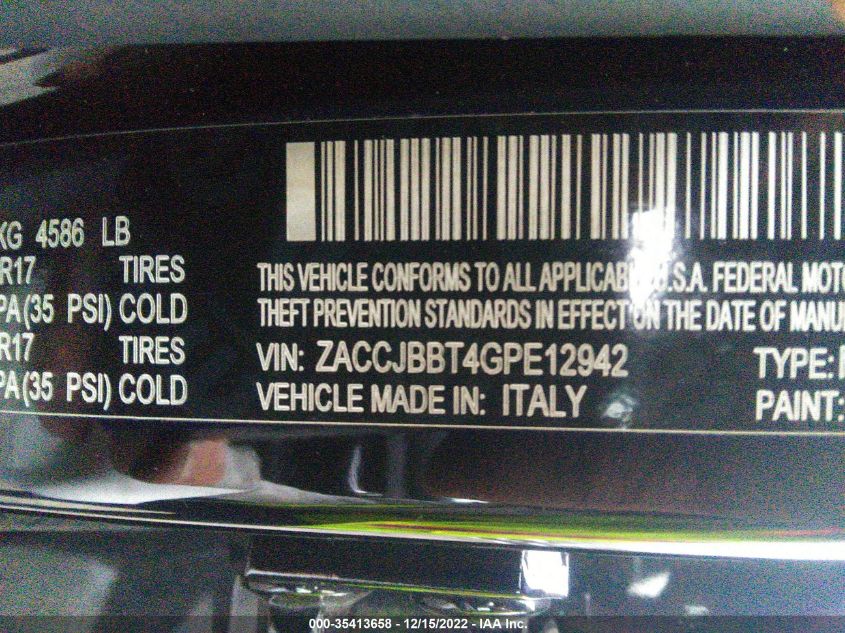 KG 4586 LB
R17 TIRES
PA(35 PSI) COLD
R17 TIRES
PA(35 PSI) COLD
THIS VEHICLE CONFORMS TO ALL U.S.A. FEDERAL
THEFT PREVENTION STANDARDS IN EFFECT ON THE DATE OF
VIN: ZACCJBBT4GPE12942
TYPE:
VEHICLE MADE IN: ITALY
PAINT:
000-35413658 - 12/15/2022 - IAA Inc.